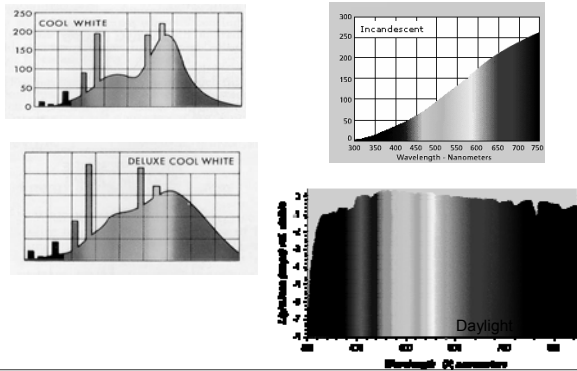 COOL WHITE
250
200
150
100
50
0
DELUXE COOL WHITE
Incandescent
300
250
200
150
100
50
0
300 350 400 450 500 550 600 650 700 750
Wavelength - Nanometers
Daylight